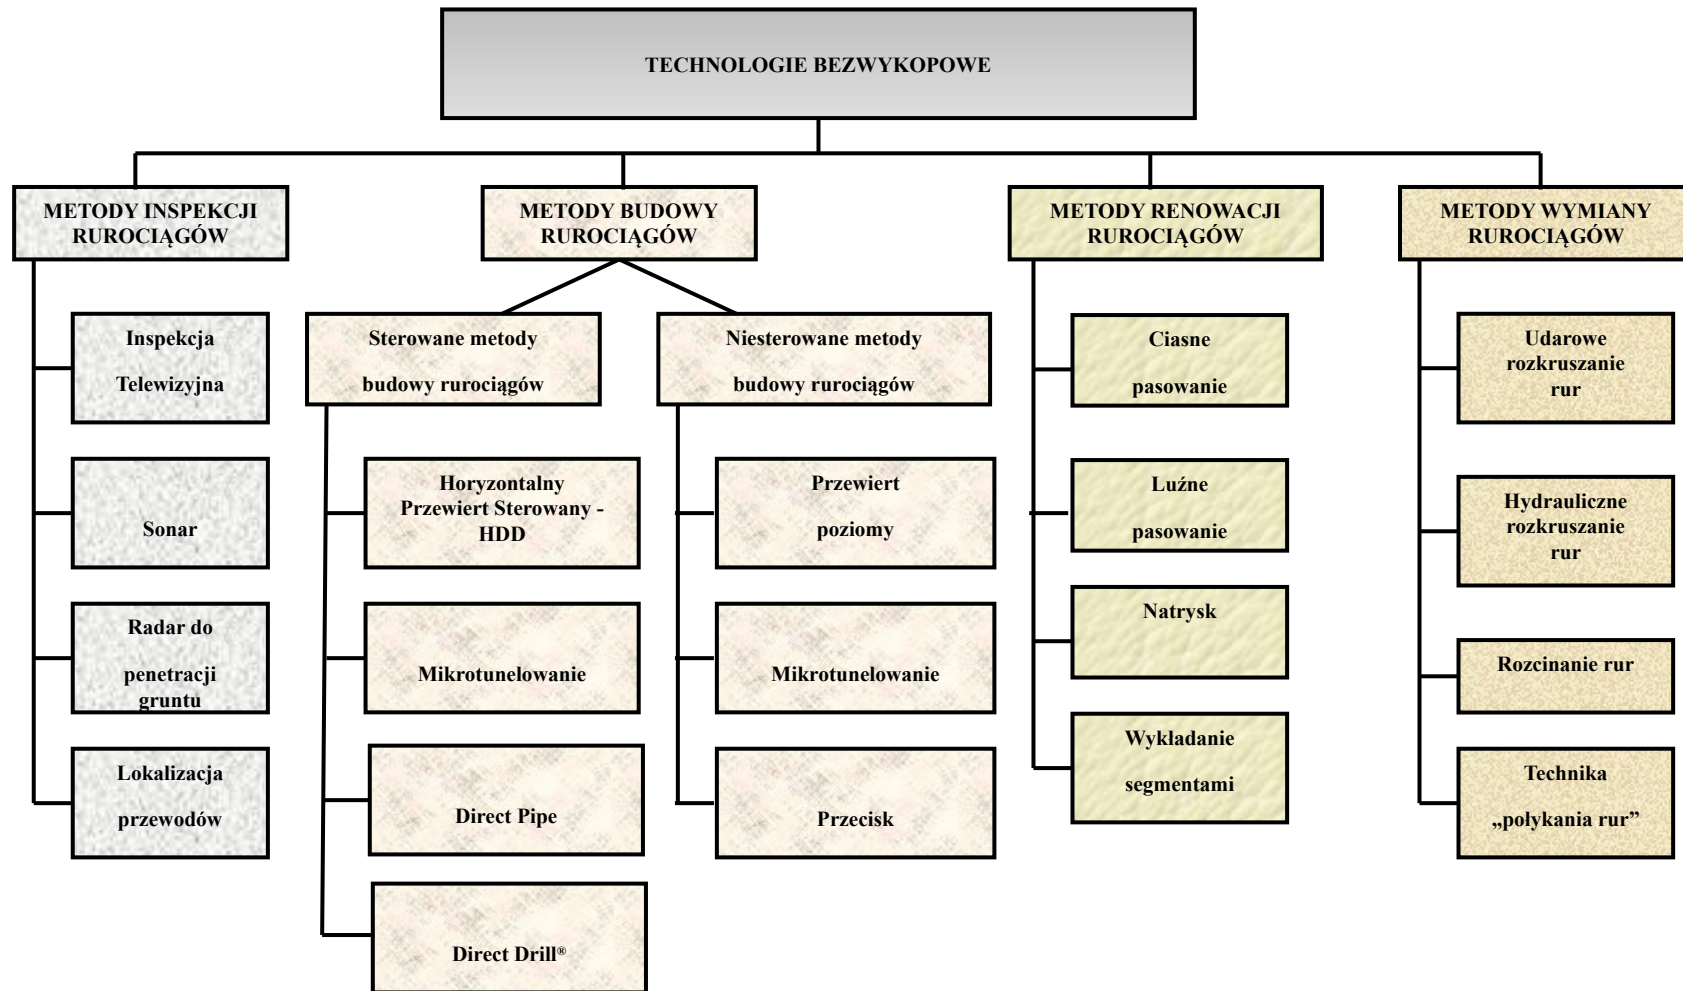 TECHNOLOGIE BEZWYKOPOWE
METODY INSPEKCJI
RUROCIĄGÓW
METODY BUDOWY
RUROCIĄGÓW
METODY RENOWACJI
RUROCIĄGÓW
METODY WYMIANY
RUROCIĄGÓW
Inspekcja
Telewizyjna
Sonar
Radar do
penetracji
gruntu
Lokalizacja
przewodów
Sterowane metody
budowy rurociągów
Horyzontalny
Przewiert Sterowany -
HDD
Mikrotunelowanie
Direct Pipe
Direct Drill®
Niesterowane metody
budowy rurociągów
Przewiert
poziomy
Mikrotunelowanie
Przecisk
Ciasne
pasowanie
Luźne
pasowanie
Natrysk
Wykładanie
segmentami
Udarowe
rozkruszanie
rur
Hydrauliczne
rozkruszanie
rur
Rozcinanie rur
Technika
„połykania rur”